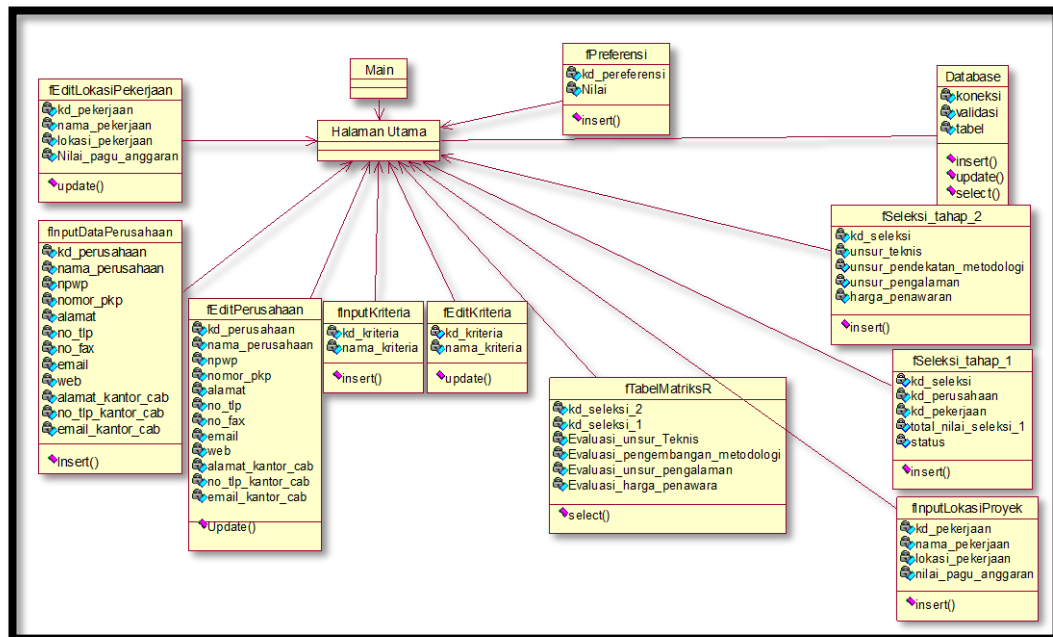 Main
Halaman Utama
fPreferensi
kd_pereferensi
Nilai
insert()
Database
koneksi
validasi
tabel
insert()
update()
select()
fEditLokasiPekerjaan
kd_pekerjaan
nama_pekerjaan
lokasi_pekerjaan
Nilai_pagu_anggaran
update()
fInputDataPerusahaan
kd_perusahaan
nama_perusahaan
npwp
nomor_pkp
alamat
no_tlp
no_fax
email
web
alamat_kantor_cab
no_tlp_kantor_cab
email_kantor_cab
Insert()
fEditPerusahaan
kd_perusahaan
nama_perusahaan
npwp
nomor_pkp
alamat
no_tlp
no_fax
email
web
alamat_kantor_cab
no_tlp_kantor_cab
email_kantor_cab
Update()
fInputKriteria
kd_kriteria
nama_kriteria
insert()
fEditKriteria
kd_kriteria
nama_kriteria
update()
fTabelMatriksR
kd_seleksi_2
kd_seleksi_1
Evaluasi_unsur_Teknis
Evaluasi_pengembangan_metodologi
Evaluasi_unsur_pengalaman
Evaluasi_harga_penawara
select()
fSeleksi_tahap_2
kd_seleksi
unsur_teknis
unsur_pendekatan_metodologi
unsur_pengalaman
harga_penawaran
insert()
fSeleksi_tahap_1
kd_seleksi
kd_perusahaan
kd_pekerjaan
total_nilai_seleksi_1
status
insert()
fInputLokasiProyek
kd_pekerjaan
nama_pekerjaan
lokasi_pekerjaan
nilai_pagu_anggaran
insert()